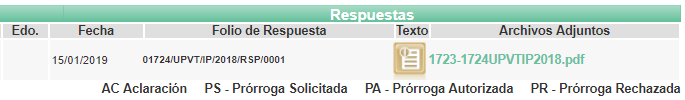 Respuestas
Edo. Fecha Folio de Respuesta Texto Archivos Adjuntos
15/01/2019 01724/UPVT/IP/2018/RSP/0001 1723-1724UPVTIP2018.pdf
AC Aclaración PS - Prórroga Solicitada PA - Prórroga Autorizada PR - Prórroga Rechazada